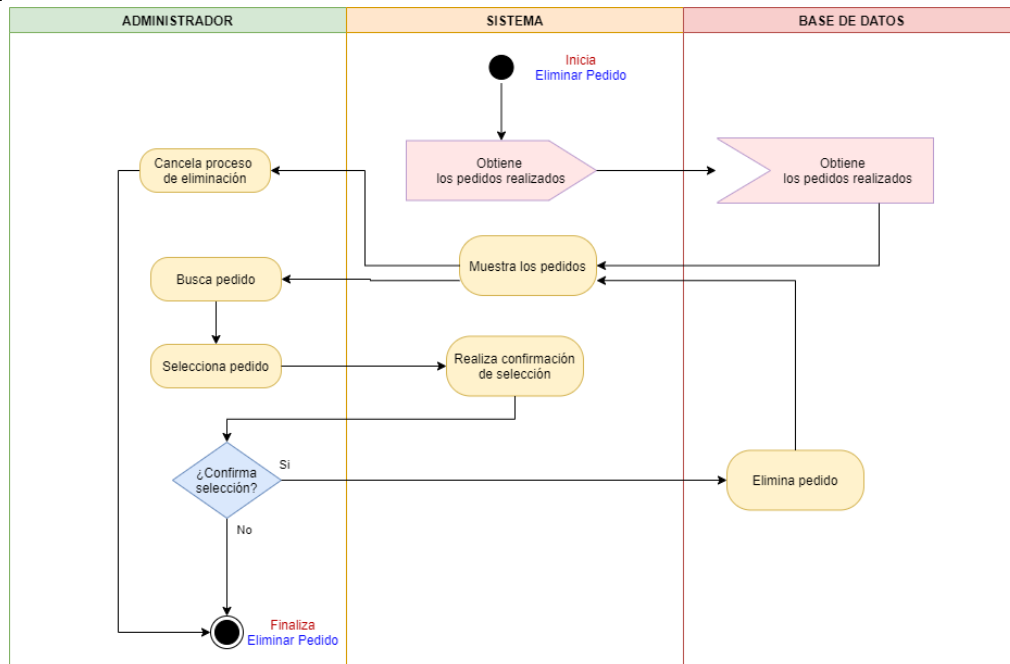 ADMINISTRADOR
SISTEMA
BASE DE DATOS
Inicia
Eliminar Pedido
Cancela proceso
de eliminación
Obtiene
los pedidos realizados
Obtiene
los pedidos realizados
Muestra los pedidos
Busca pedido
Selecciona pedido
Realiza confirmación
de selección
¿Confirma
selección?
Si
Elimina pedido
No
Finaliza
Eliminar Pedido